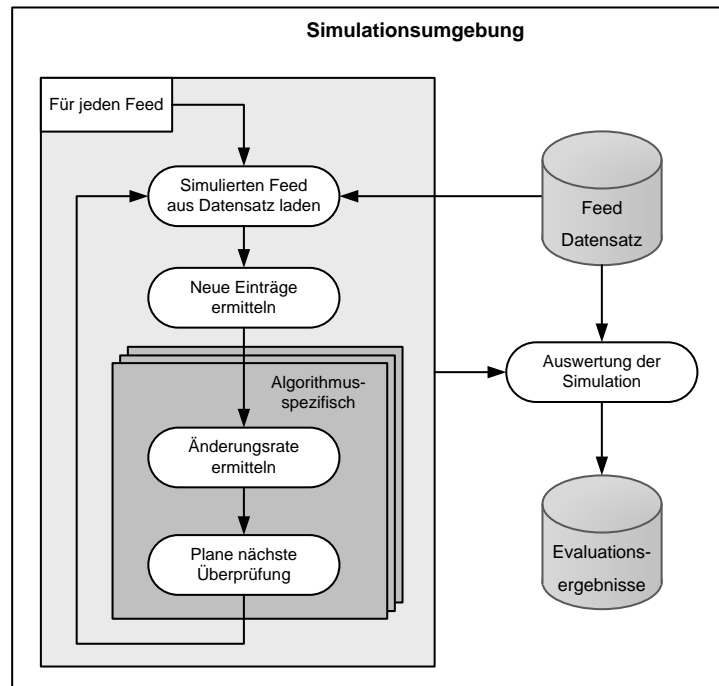 Simulationsumgebung
Für jeden Feed
Simulierten Feed
aus Datensatz laden
Feed
Datensatz
Neue Einträge
ermitteln
Auswertung der
Simulation
Algorithmus-
spezifisch
Änderungsrate
ermitteln
Plane nächste
Überprüfung
Evaluations-
ergebnisse